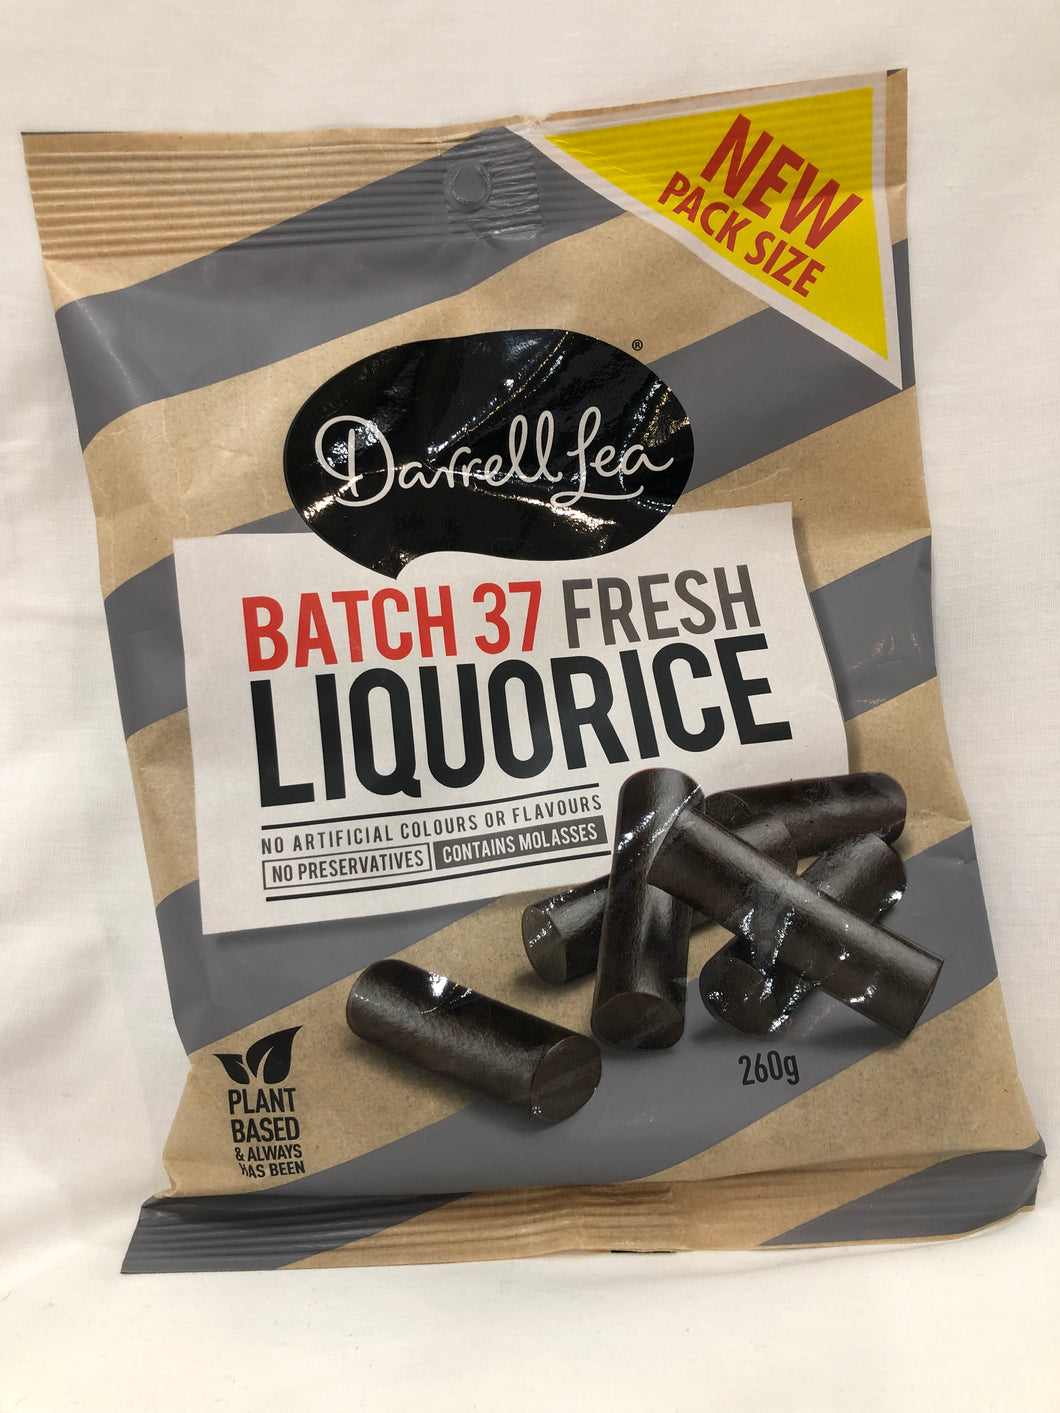 NEW
PACK SIZE
Darrell Lea®
BATCH 37 FRESH
LIQUORICE
NO ARTIFICIAL COLOURS OR FLAVOURS
NO PRESERVATIVES CONTAINS MOLASSES
260g
PLANT
BASED
& ALWAYS
HAS BEEN